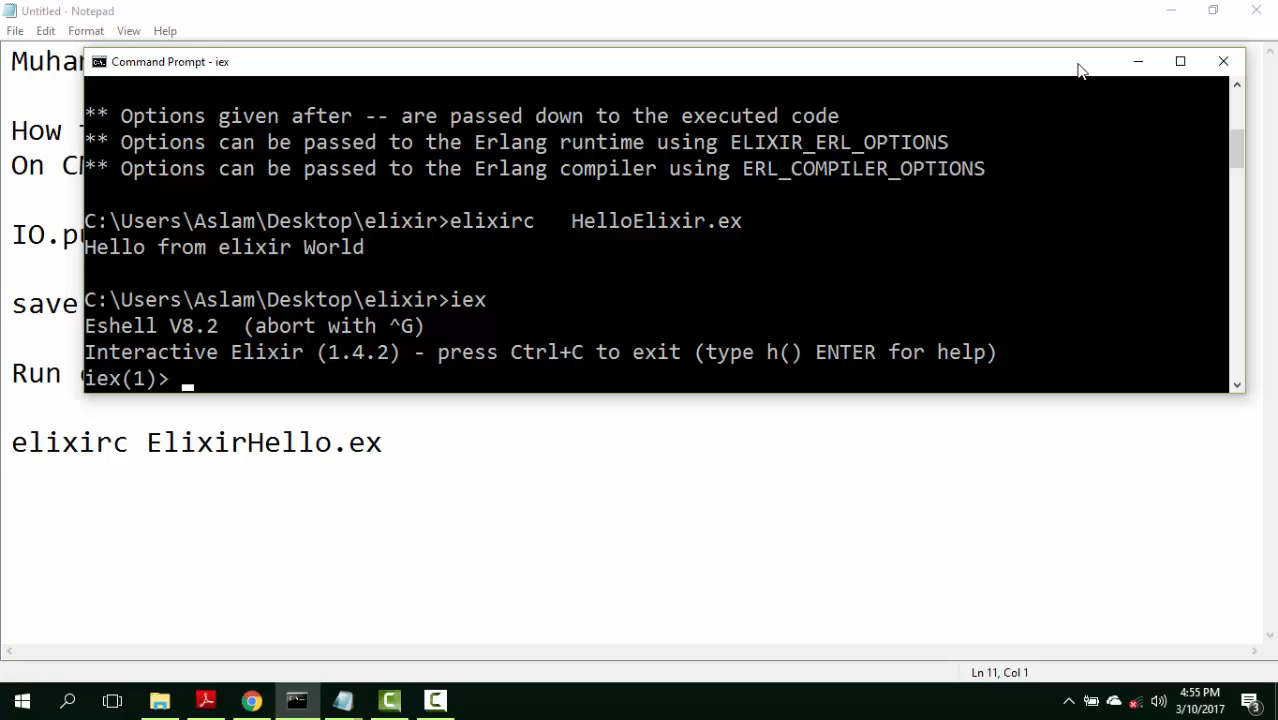 Untitled - Notepad
File Edit Format View Help
Command Prompt - iex
** Options given after -- are passed down to the executed code
** Options can be passed to the Erlang runtime using ELIXIR_ERL_OPTIONS
** Options can be passed to the Erlang compiler using ERL_COMPILER_OPTIONS
C:\Users\Aslam\Desktop\elixir>elixirc   HelloElixir.ex
Hello from elixir World
C:\Users\Aslam\Desktop\elixir>iex
Eshell V8.2  (abort with ^G)
Interactive Elixir (1.4.2) - press Ctrl+C to exit (type h() ENTER for help)
iex(1)>
How
On
save
Run
elixirc ElixirHello.ex
Ln 11, Col 1
4:55 PM
3/10/2017
3